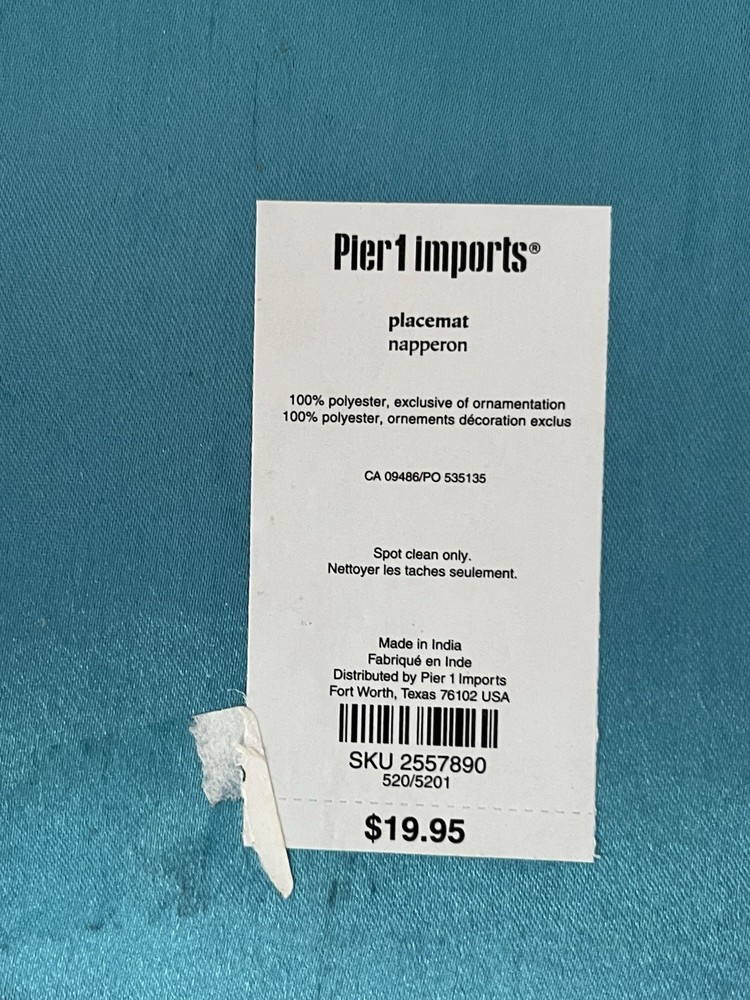 Pier 1 imports®
placemat
napperon
100% polyester, exclusive of ornamentation
100% polyester, ornements décoration exclus
CA 09486/PO 535135
Spot clean only.
Nettoyer les taches seulement.
Made in India
Fabriqué en Inde
Distributed by Pier 1 Imports
Fort Worth, Texas 76102 USA
SKU 2557890
520/5201
$19.95